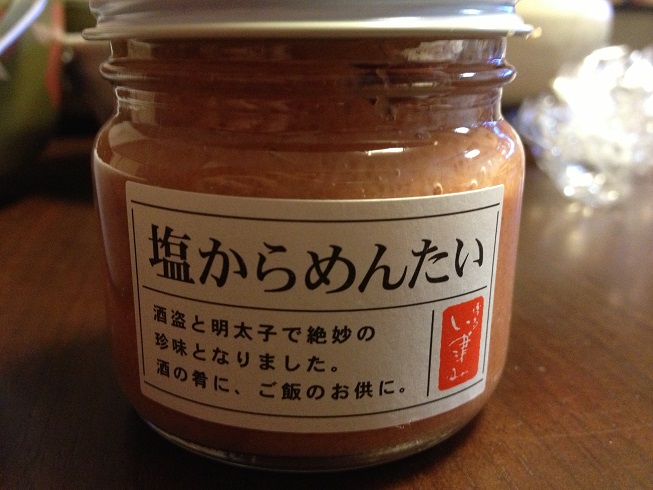 塩からめんたい
酒盗と明太子で絶妙の
珍味となりました。
酒の肴に、ご飯のお供に。